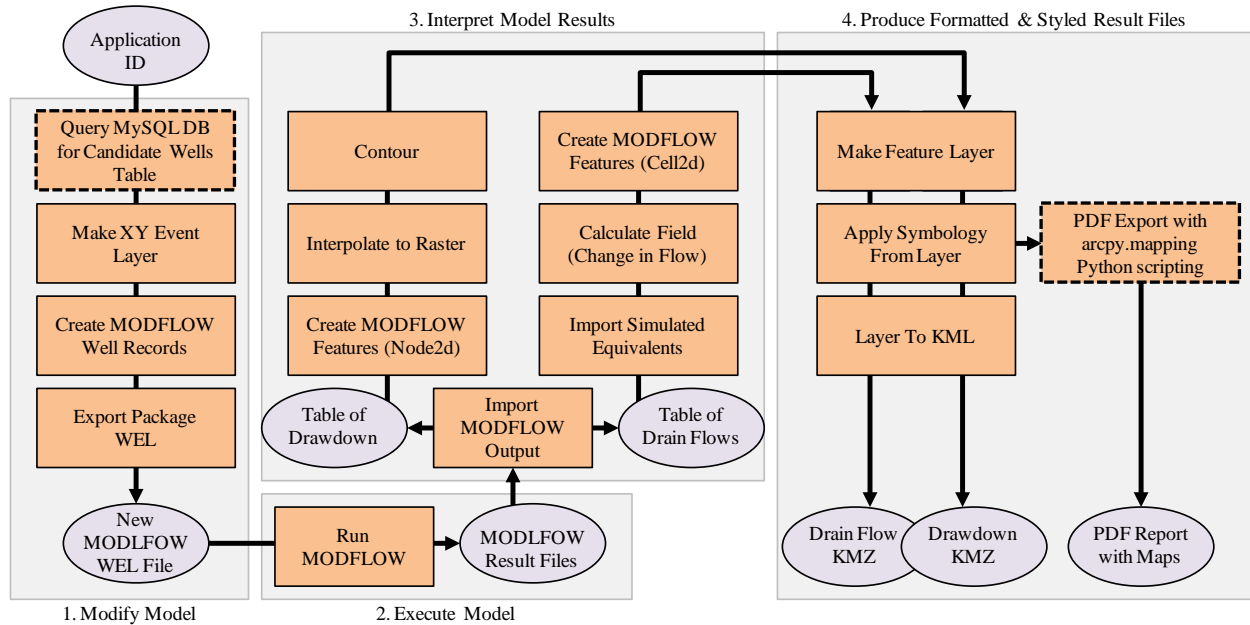 3. Interpret Model Results
4. Produce Formatted & Styled Result Files
Application
ID
Query MySQL DB
for Candidate Wells
Table
Make XY Event
Layer
Create MODFLOW
Well Records
Export Package
WEL
New
MODLFOW
WEL File
1. Modify Model
Contour
Interpolate to Raster
Create MODFLOW
Features (Node2d)
Table of
Drawdown
Import
MODFLOW
Output
Create MODFLOW
Features (Cell2d)
Calculate Field
(Change in Flow)
Import Simulated
Equivalents
Table of
Drain Flows
Run
MODFLOW
MODLFOW
Result Files
2. Execute Model
Make Feature Layer
Apply Symbology
From Layer
Layer To KML
PDF Export with
arcpy.mapping
Python scripting
Drain Flow
KMZ
Drawdown
KMZ
PDF Report
with Maps